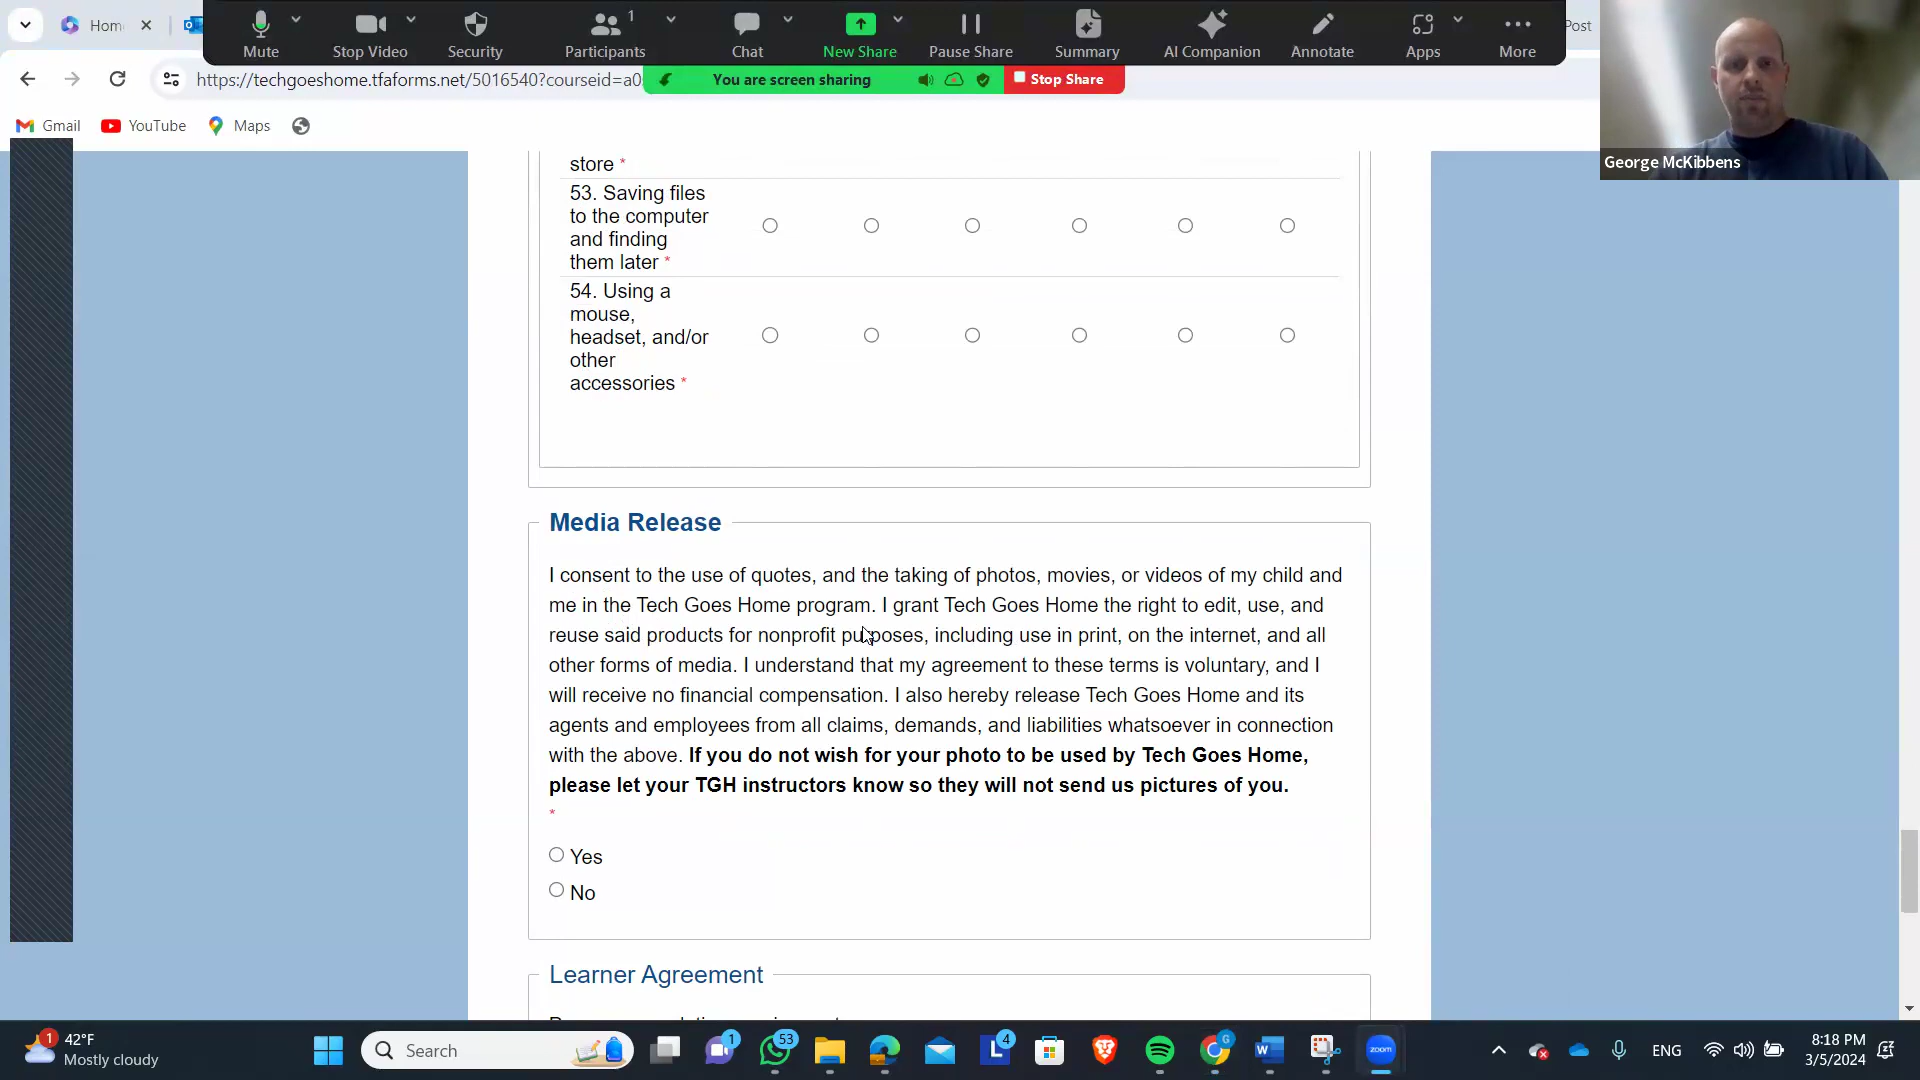 Hom
Post
1
Mute
Stop Video
Security
Participants
Chat
New Share
Pause Share
Summary
AI Companion
Annotate
Apps
More
https://techgoeshome.tfaforms.net/5016540?courseid=a0
You are screen sharing
Stop Share
Gmail
YouTube
Maps
George McKibbens
store *
53. Saving files
to the computer
and finding
them later *
54. Using a
mouse,
headset, and/or
other
accessories *
Media Release
I consent to the use of quotes, and the taking of photos, movies, or videos of my child and
me in the Tech Goes Home program. I grant Tech Goes Home the right to edit, use, and
reuse said products for nonprofit purposes, including use in print, on the internet, and all
other forms of media. I understand that my agreement to these terms is voluntary, and I
will receive no financial compensation. I also hereby release Tech Goes Home and its
agents and employees from all claims, demands, and liabilities whatsoever in connection
with the above. If you do not wish for your photo to be used by Tech Goes Home,
please let your TGH instructors know so they will not send us pictures of you.
*
Yes
No
Learner Agreement
1
42°F
Mostly cloudy
Search
1
53
4
L
G
zoom
ENG
8:18 PM
3/5/2024